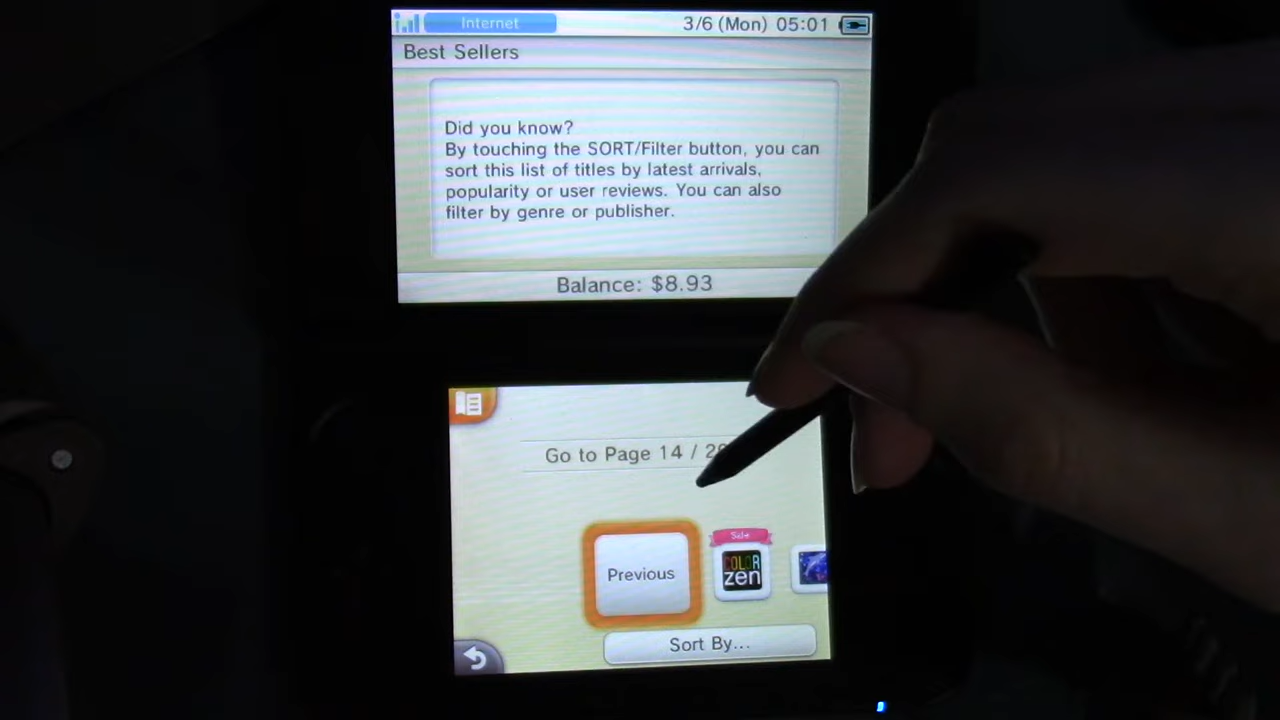 Internet
3/6 (Mon) 05:01
Best Sellers
Did you know?
By touching the SORT/Filter button, you can
sort this list of titles by latest arrivals,
popularity or user reviews. You can also
filter by genre or publisher.
Balance: $8.93
Go to Page 14 /
Previous
Sale
COLOR
zen
Sort By...